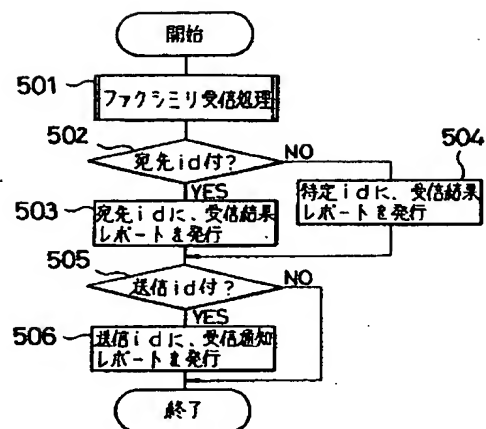 開始
501
ファクシミリ受信処理
502
宛先id付?
NO
504
YES
特定idに、受信結果
レポートを発行
503
宛先idに、受信結果
レポートを発行
505
送信id付?
NO
YES
506
送信idに、受信通知
レポートを発行
終了